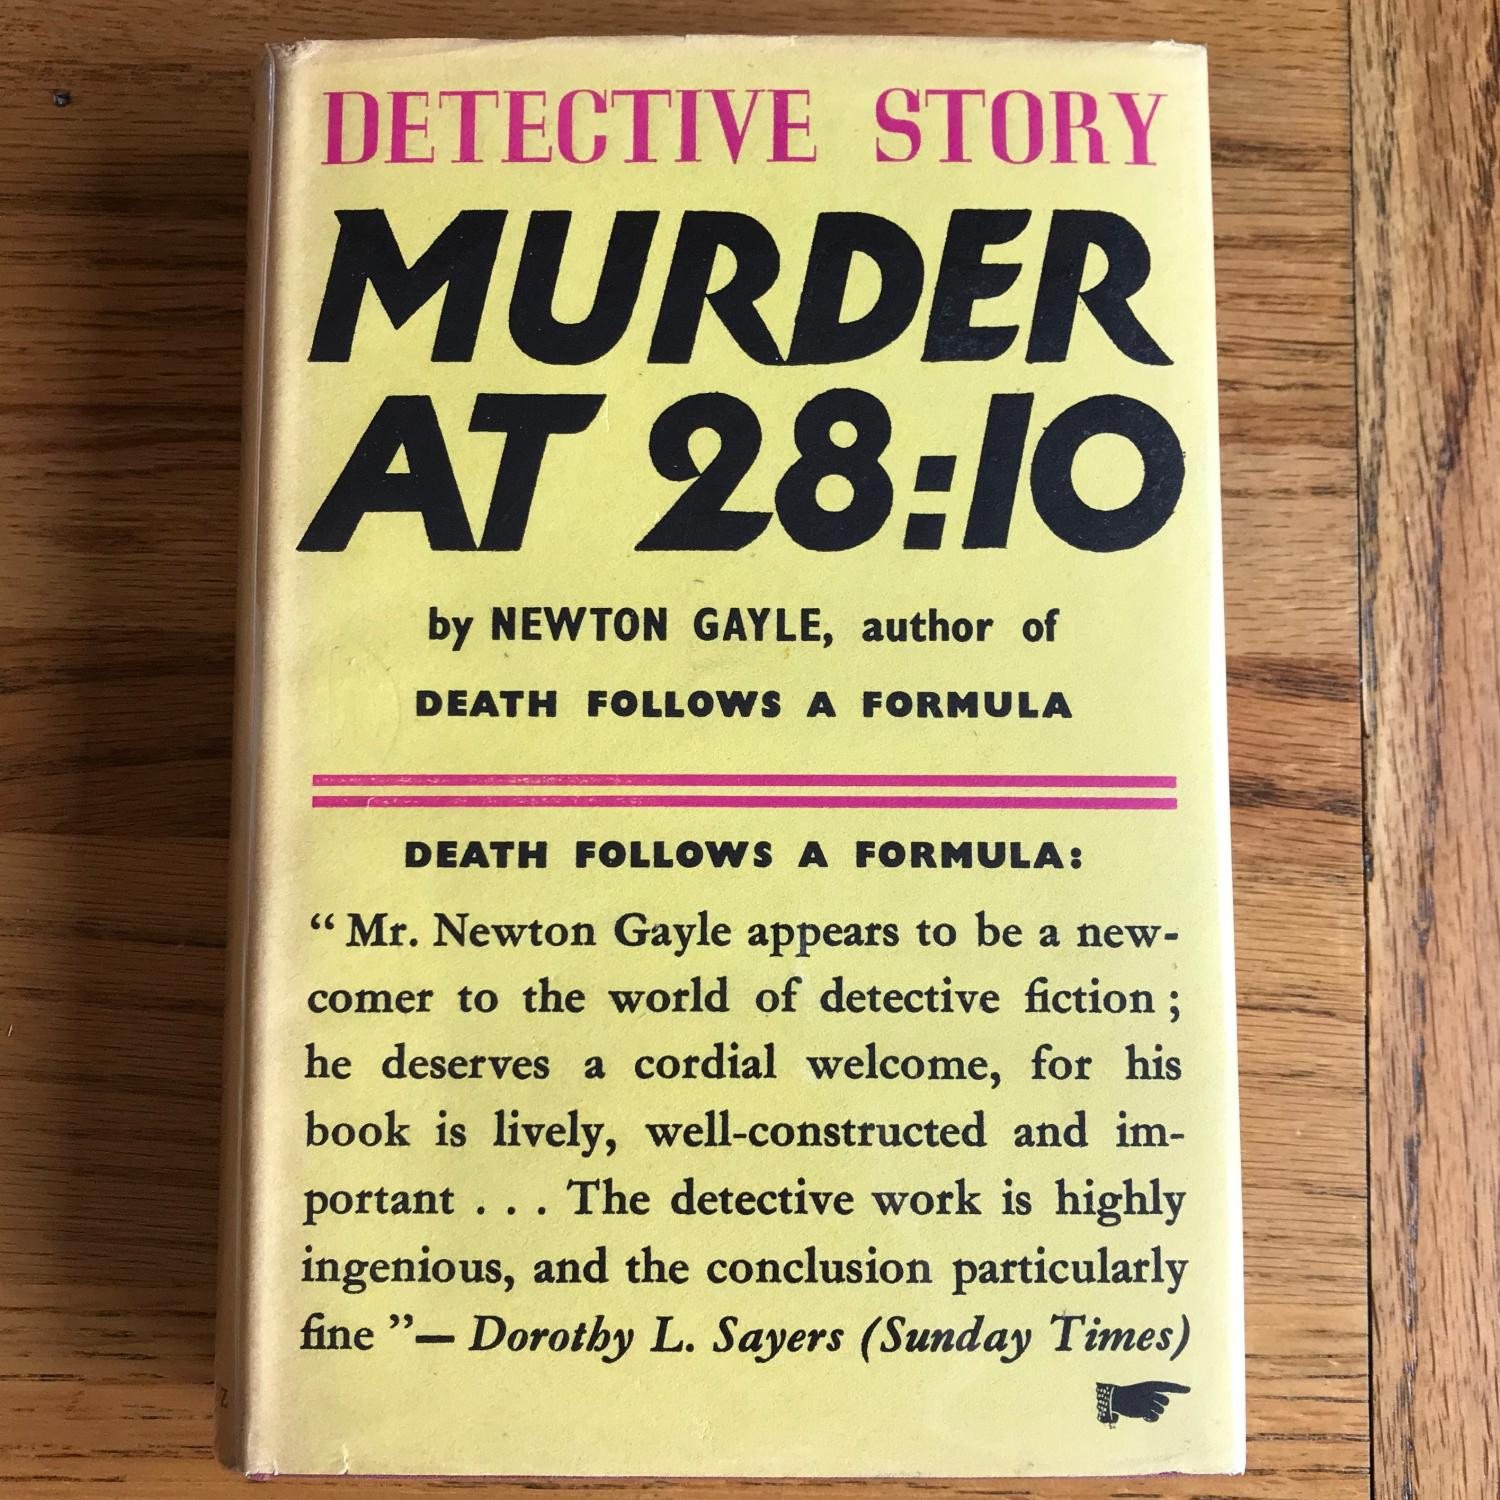 DETECTIVE STORY
MURDER
AT 28:10
by NEWTON GAYLE, author of
DEATH FOLLOWS A FORMULA
DEATH FOLLOWS A FORMULA:
“ Mr. Newton Gayle appears to be a new-
comer to the world of detective fiction ;
he deserves a cordial welcome, for his
book is lively, well-constructed and im-
portant . . . The detective work is highly
ingenious, and the conclusion particularly
fine ”— Dorothy L. Sayers (Sunday Times)